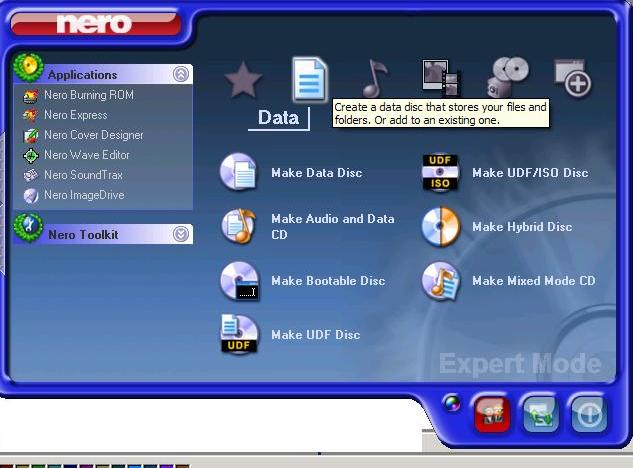 nero
Applications
Nero Burning ROM
Nero Express
Nero Cover Designer
Nero Wave Editor
Nero SoundTrax
Nero ImageDrive
Nero Toolkit
Create a data disc that stores your files and
folders. Or add to an existing one.
Data
Make Data Disc
UDF
ISO
Make UDF/ISO Disc
Make Audio and Data
CD
Make Hybrid Disc
Make Bootable Disc
Make Mixed Mode CD
UDF
Make UDF Disc
Expert Mode